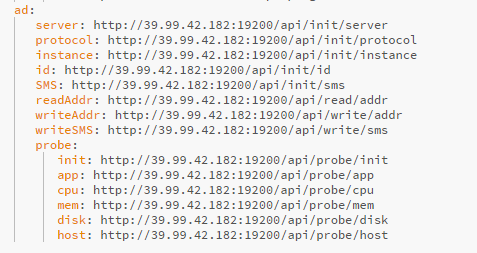 ad:
server: http://39.99.42.182:19200/api/init/server
protocol: http://39.99.42.182:19200/api/init/protocol
instance: http://39.99.42.182:19200/api/init/instance
id: http://39.99.42.182:19200/api/init/id
SMS: http://39.99.42.182:19200/api/init/sms
readAddr: http://39.99.42.182:19200/api/read/addr
writeAddr: http://39.99.42.182:19200/api/write/addr
writeSMS: http://39.99.42.182:19200/api/write/sms
probe:
init: http://39.99.42.182:19200/api/probe/init
app: http://39.99.42.182:19200/api/probe/app
cpu: http://39.99.42.182:19200/api/probe/cpu
mem: http://39.99.42.182:19200/api/probe/mem
disk: http://39.99.42.182:19200/api/probe/disk
host: http://39.99.42.182:19200/api/probe/host